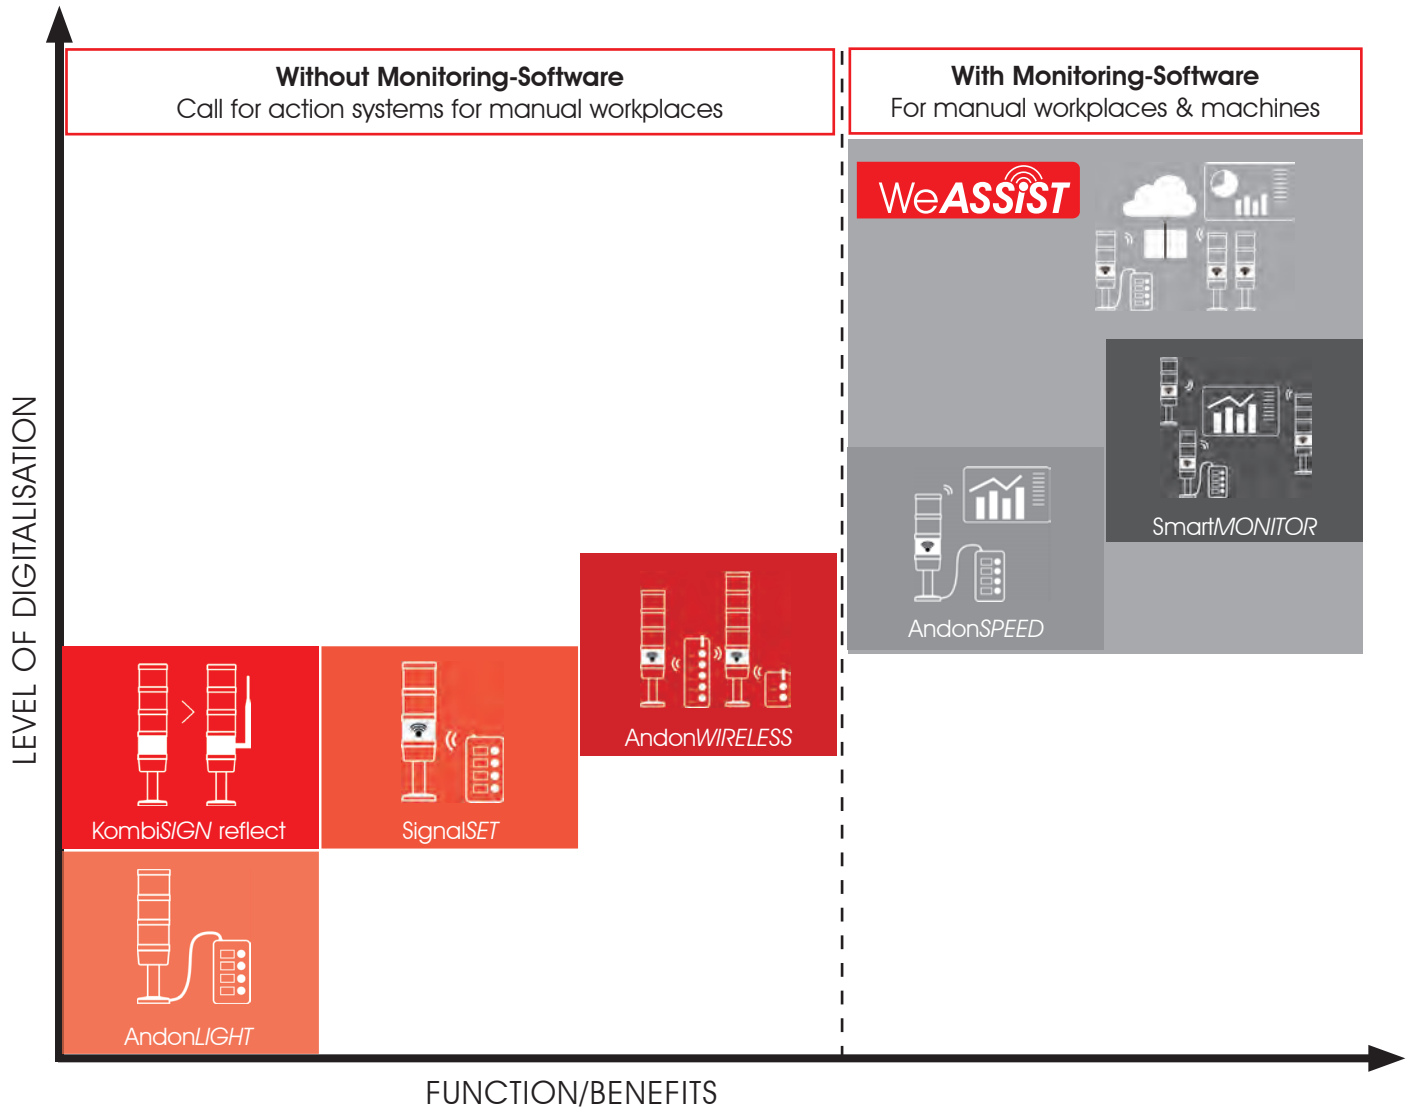 Without Monitoring-Software
Call for action systems for manual workplaces
With Monitoring-Software
For manual workplaces & machines
WeASSiST
SmartMONITOR
AndonSPEED
AndonWIRELESS
KombiSIGN reflect
SignalSET
AndonLIGHT
LEVEL OF DIGITALISATION
FUNCTION/BENEFITS